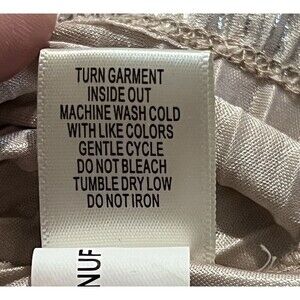 TURN GARMENT
INSIDE OUT
MACHINE WASH COLD
WITH LIKE COLORS
GENTLE CYCLE
DO NOT BLEACH
TUMBLE DRY LOW
DO NOT IRON
NUF